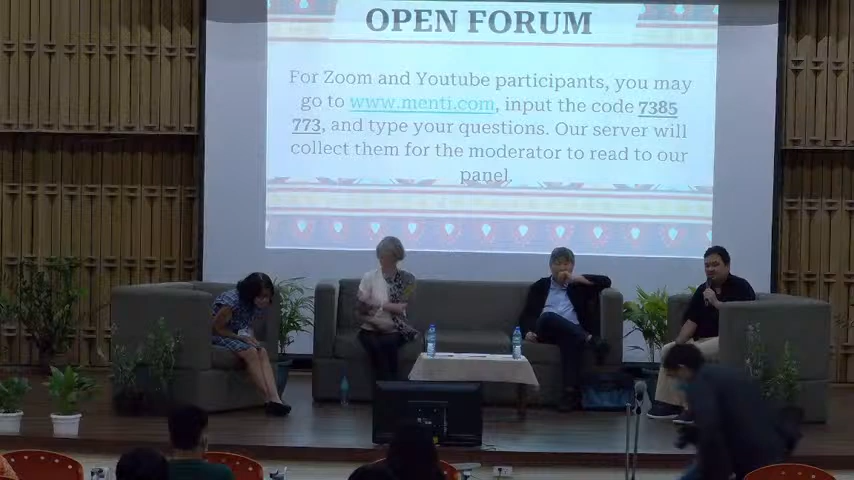 OPEN FORUM
For Zoom and Youtube participants, you may
go to www.menti.com, input the code 7385
773, and type your questions. Our server will
collect them for the moderator to read to our
panel.